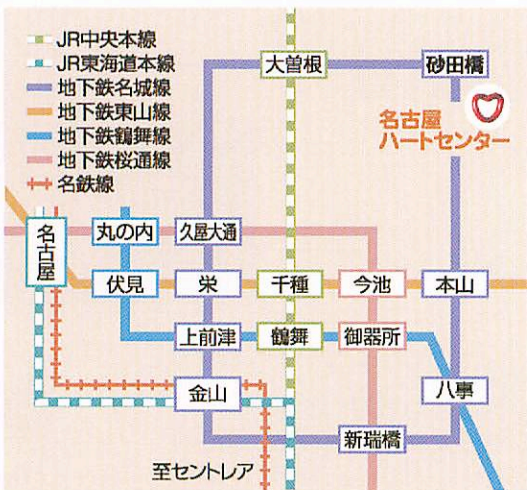 JR中央本線
JR東海道本線
地下鉄名城線
地下鉄東山線
地下鉄鶴舞線
地下鉄桜通線
名鉄線
大曽根
砂田橋
名古屋
ハートセンター
名古屋
丸の内
久屋大通
伏見
栄
千種
今池
本山
上前津
鶴舞
御器所
金山
八事
新瑞橋
至セントレア